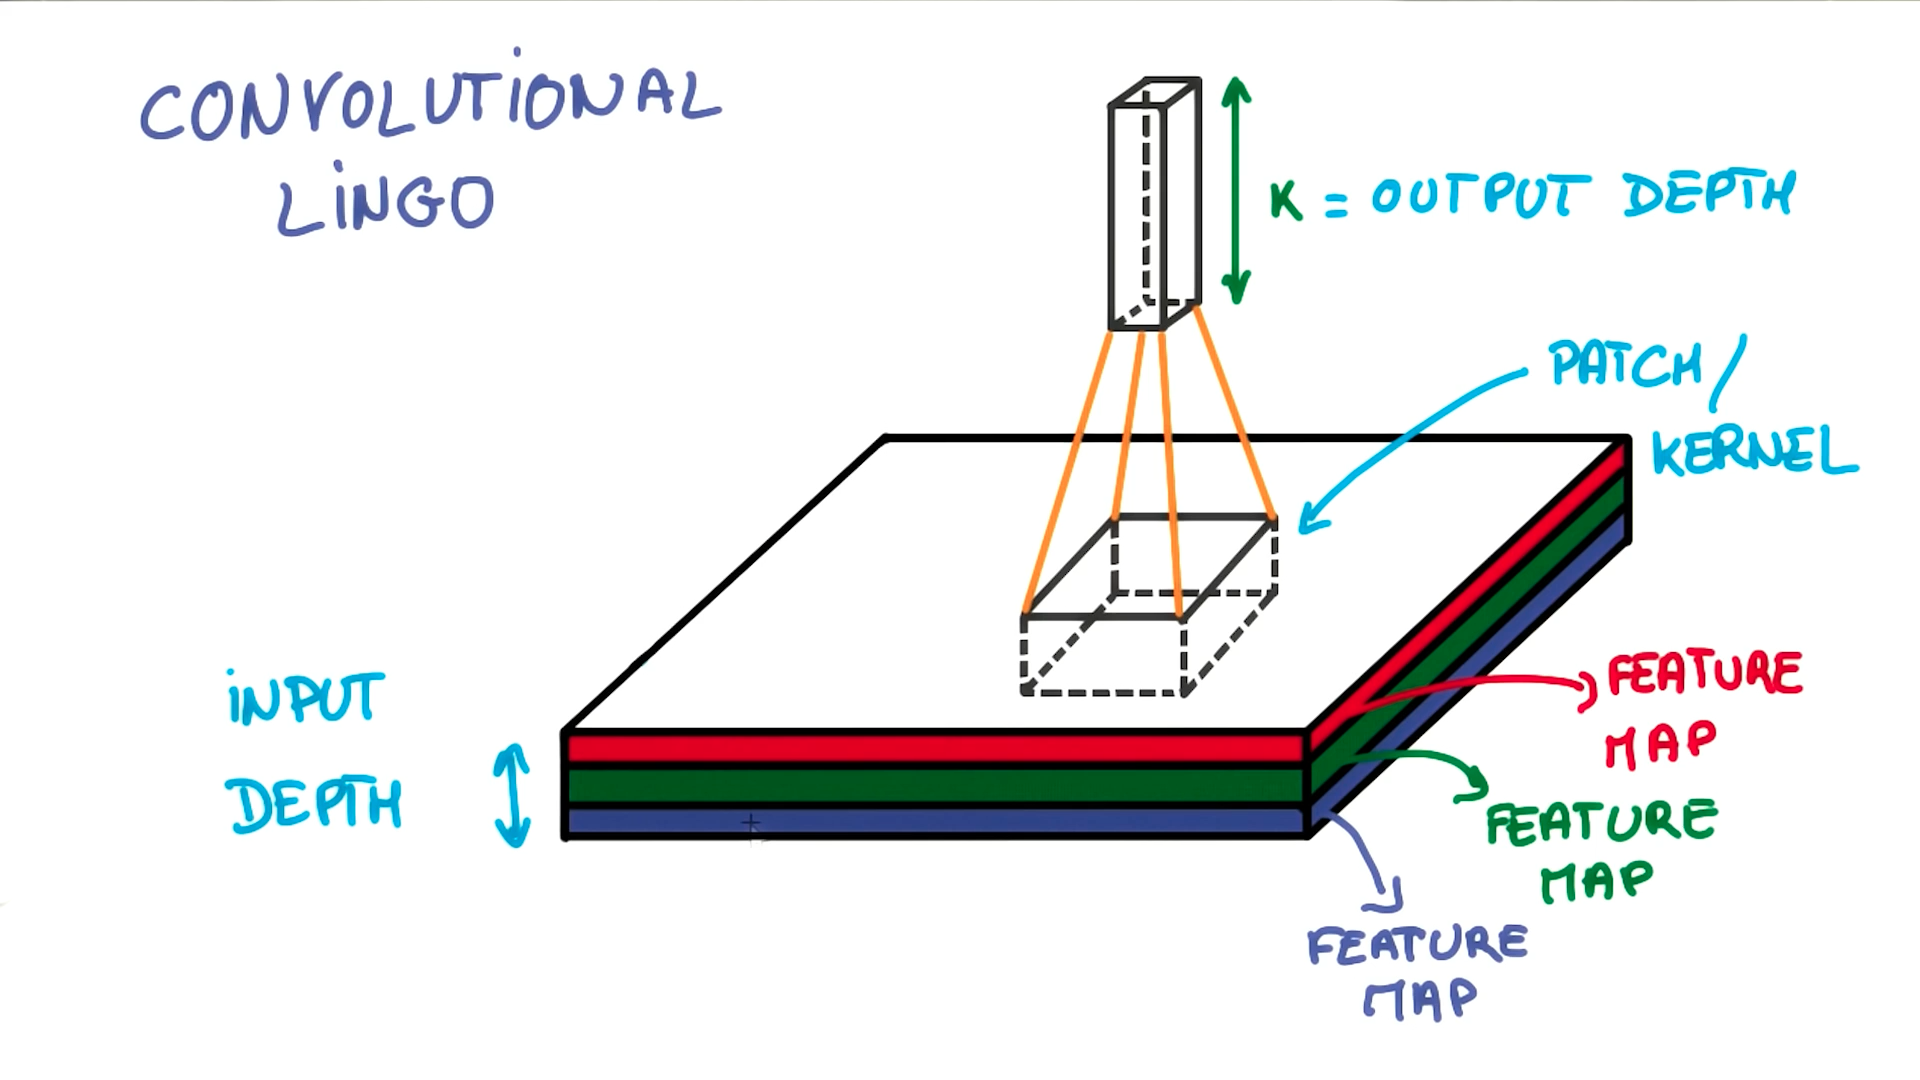 CONVOLUTIONAL
LiNGO
K = OUTPUT DEPTH
PATCH/
KERNEL
iNPUT
DEPTH
FEATURE
MAP
FEATURE
MAP
FEATURE
MAP